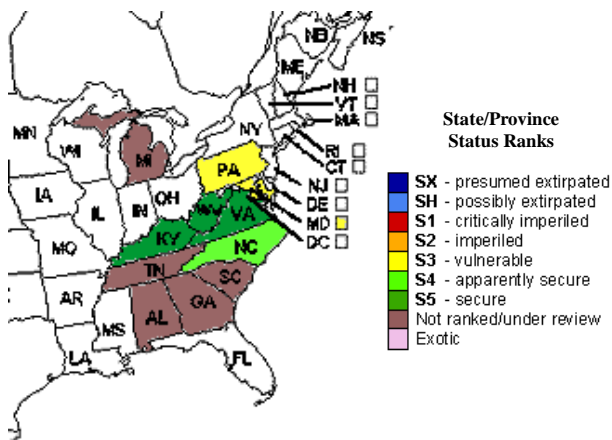 NB
NS
ME
NH
VT
MA
MN
WI
MI
NY
RI
CT
PA
IA
NJ
OH
IL
IN
DE
WV
VA
MD
KY
DC
MO
NC
TN
SC
AR
AL
GA
MS
LA
FL
State/Province
Status Ranks
SX - presumed extirpated
SH - possibly extirpated
S1 - critically imperiled
S2 - imperiled
S3 - vulnerable
S4 - apparently secure
S5 - secure
Not ranked/under review
Exotic